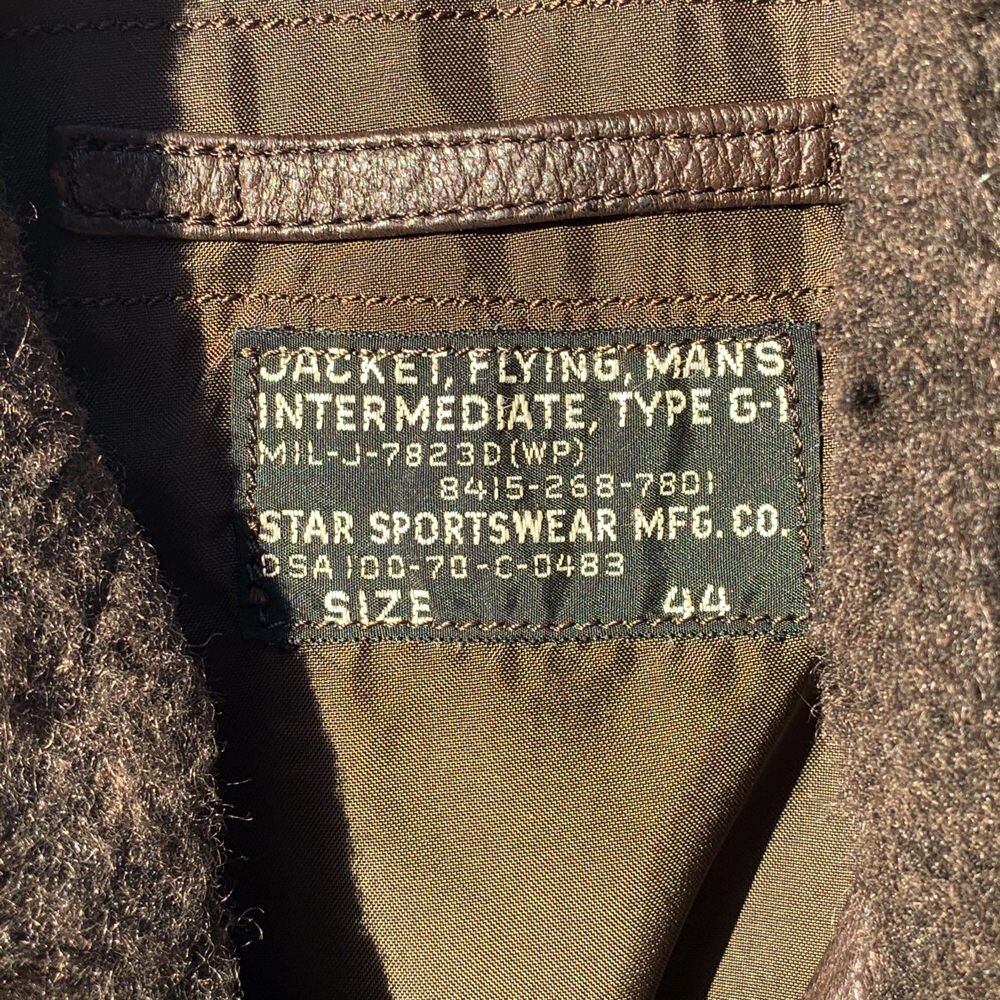 JACKET, FLYING, MAN'S
INTERMEDIATE, TYPE G-1
MIL-J-7823D(WP)
8415-268-7801
STAR SPORTSWEAR MFG. CO.
DSA 100-70-C-0483
SIZE 44